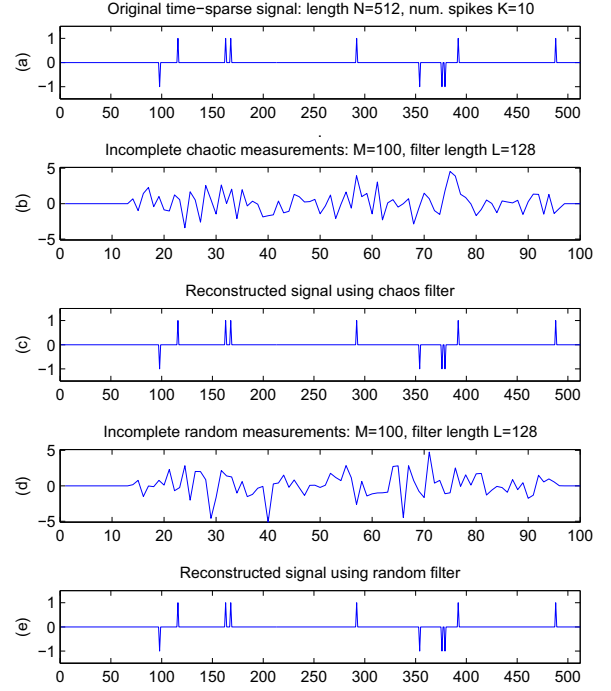 Original time−sparse signal: length N=512, num. spikes K=10
(a)
1
0
−1
0 50 100 150 200 250 300 350 400 450 500
Incomplete chaotic measurements: M=100, filter length L=128
(b)
5
0
−5
0 10 20 30 40 50 60 70 80 90 100
Reconstructed signal using chaos filter
(c)
1
0
−1
0 50 100 150 200 250 300 350 400 450 500
Incomplete random measurements: M=100, filter length L=128
(d)
5
0
−5
0 10 20 30 40 50 60 70 80 90 100
Reconstructed signal using random filter
(e)
1
0
−1
0 50 100 150 200 250 300 350 400 450 500